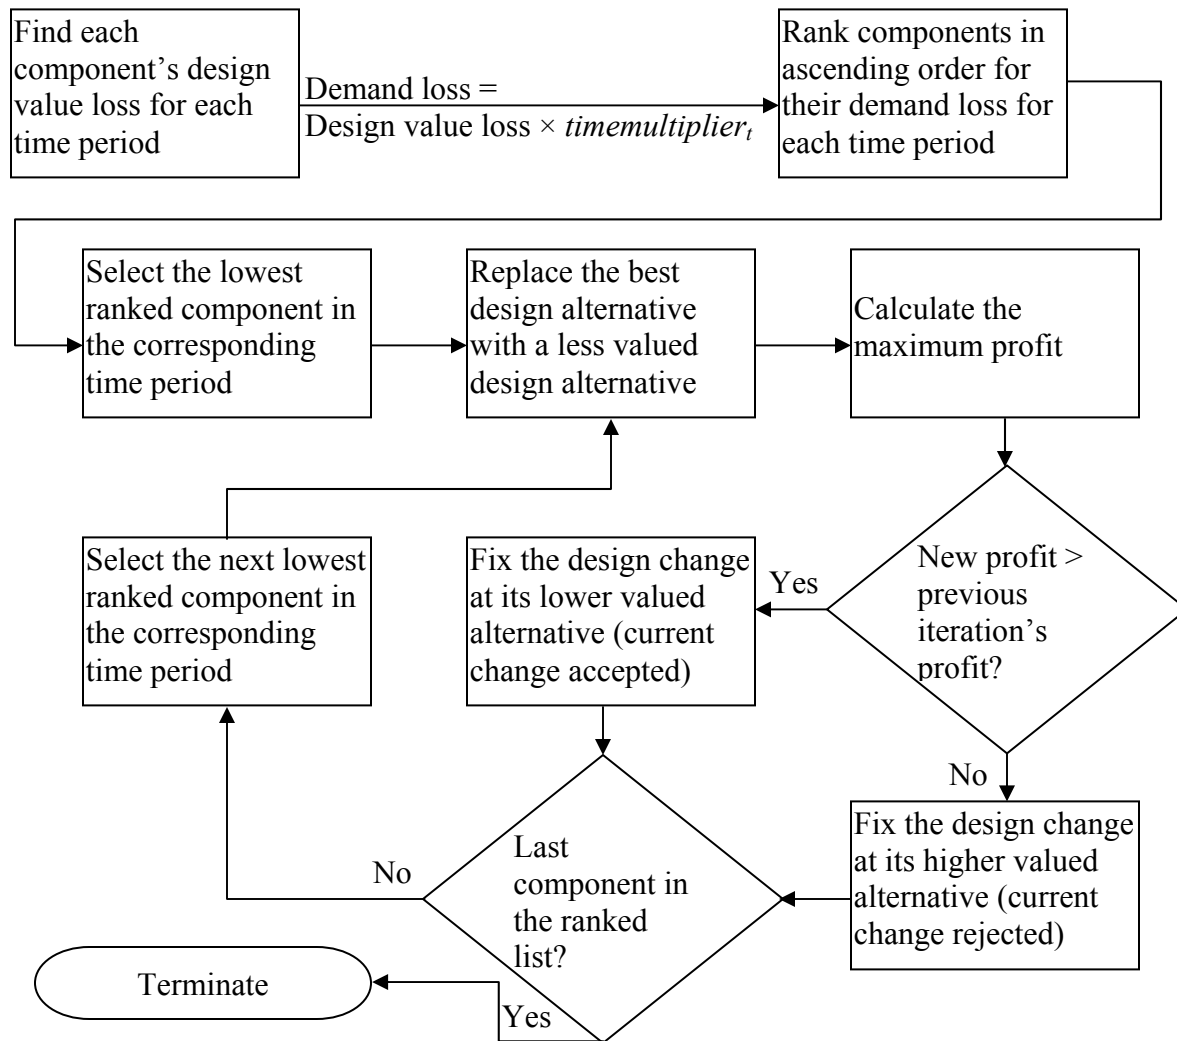 Find each
component’s design
value loss for each
time period
Demand loss =
Design value loss × timemultiplierₜ
Rank components in
ascending order for
their demand loss for
each time period
Select the lowest
ranked component in
the corresponding
time period
Replace the best
design alternative
with a less valued
design alternative
Calculate the
maximum profit
New profit >
previous
iteration’s
profit?
Yes
No
Fix the design change
at its lower valued
alternative (current
change accepted)
Fix the design change
at its higher valued
alternative (current
change rejected)
Last
component in
the ranked
list?
No
Yes
Select the next lowest
ranked component in
the corresponding
time period
Terminate